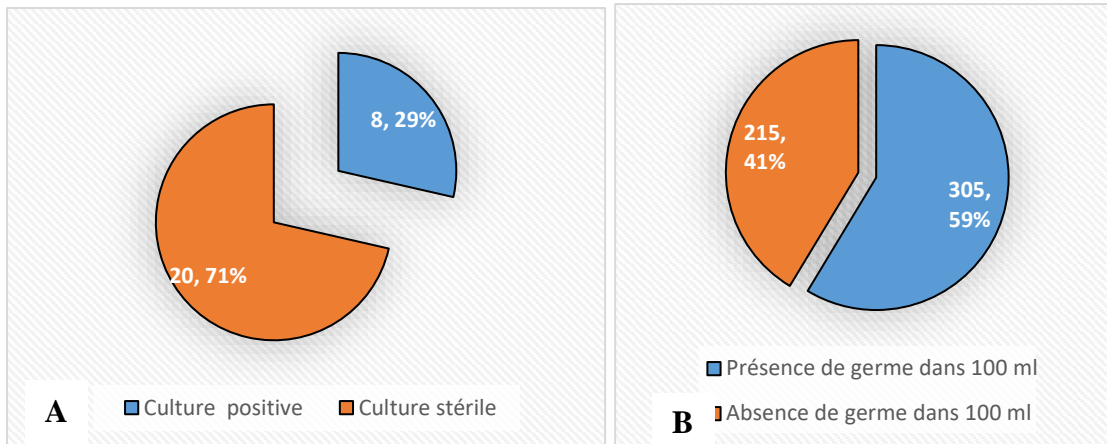 8, 29%
20, 71%
A
Culture positive
Culture stérile
215,
41%
305,
59%
Présence de germe dans 100 ml
B
Absence de germe dans 100 ml